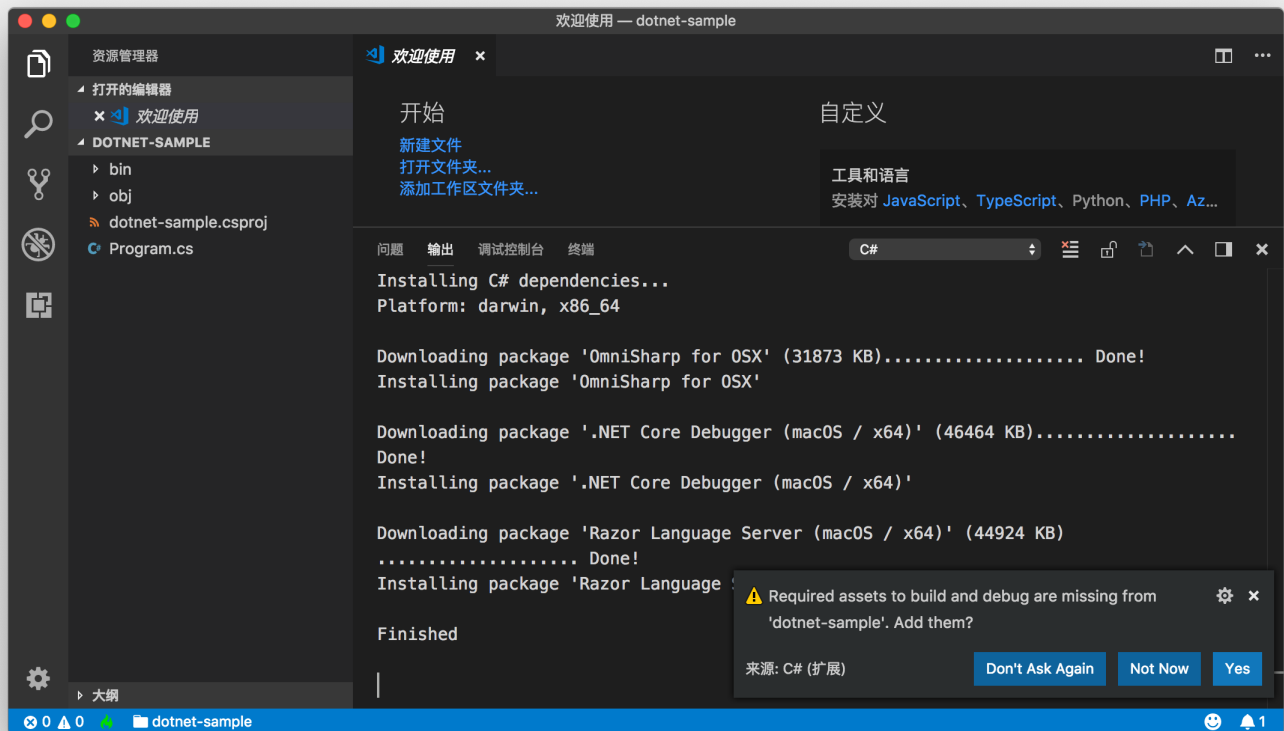 欢迎使用 — dotnet-sample
资源管理器
打开的编辑器
欢迎使用
DOTNET-SAMPLE
bin
obj
dotnet-sample.csproj
Program.cs
大纲
欢迎使用
开始
新建文件
打开文件夹...
添加工作区文件夹...
自定义
工具和语言
安装对 JavaScript、TypeScript、Python、PHP、Az...
问题 输出 调试控制台 终端 C#
Installing C# dependencies...
Platform: darwin, x86_64
Downloading package 'OmniSharp for OSX' (31873 KB).................... Done!
Installing package 'OmniSharp for OSX'
Downloading package '.NET Core Debugger (macOS / x64)' (46464 KB)....................
Done!
Installing package '.NET Core Debugger (macOS / x64)'
Downloading package 'Razor Language Server (macOS / x64)' (44924 KB)
.................... Done!
Installing package 'Razor Language
Finished
Required assets to build and debug are missing from
'dotnet-sample'. Add them?
来源: C# (扩展)
Don't Ask Again Not Now Yes
0 0 dotnet-sample 1